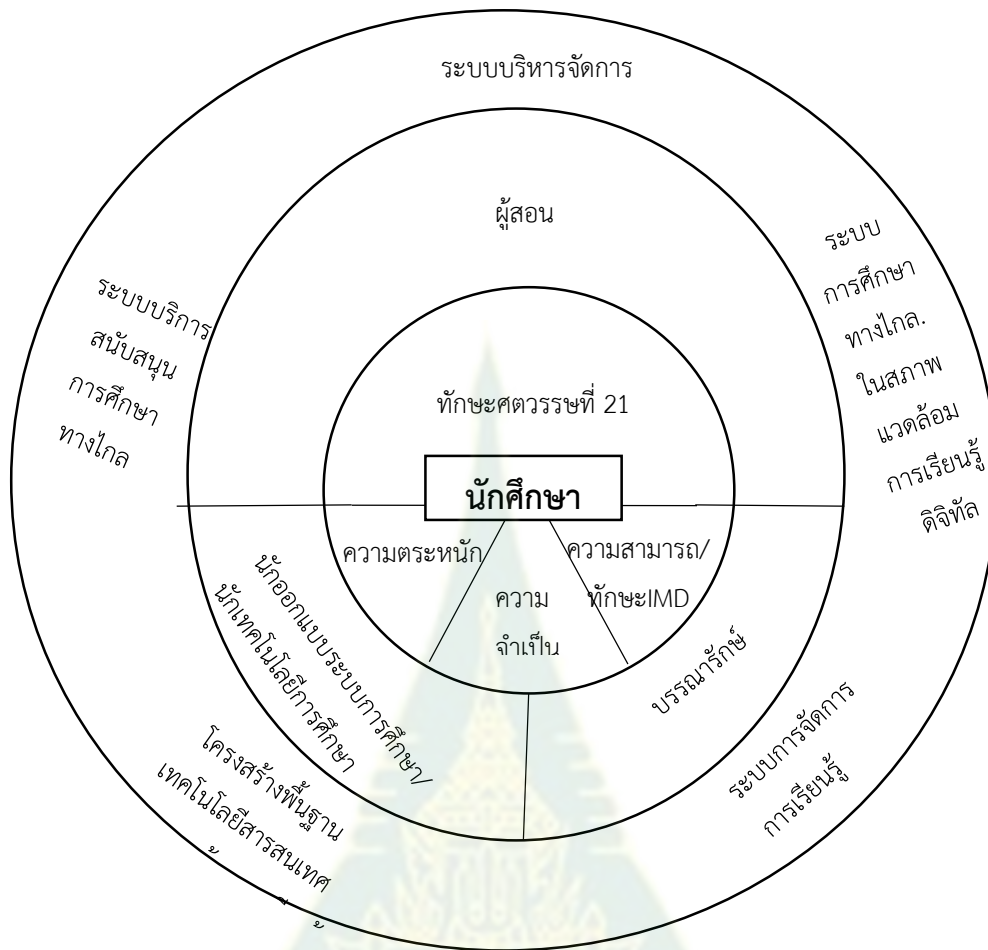 ระบบบริหารจัดการ
ผู้สอน
ระบบ
การศึกษา
ทางไกล.
ในสภาพ
แวดล้อม
การเรียนรู้
ดิจิทัล
ระบบบริการ
สนับสนุน
การศึกษา
ทางไกล
ทักษะศตวรรษที่ 21
นักศึกษา
ความตระหนัก
ความ
จำเป็น
ความสามารถ/
ทักษะIMD
นักออกแบบระบบการศึกษา/
นักเทคโนโลยีการศึกษา
บรรณารักษ์
โครงสร้างพื้นฐาน
เทคโนโลยีสารสนเทศ
ระบบการจัดการ
การเรียนรู้